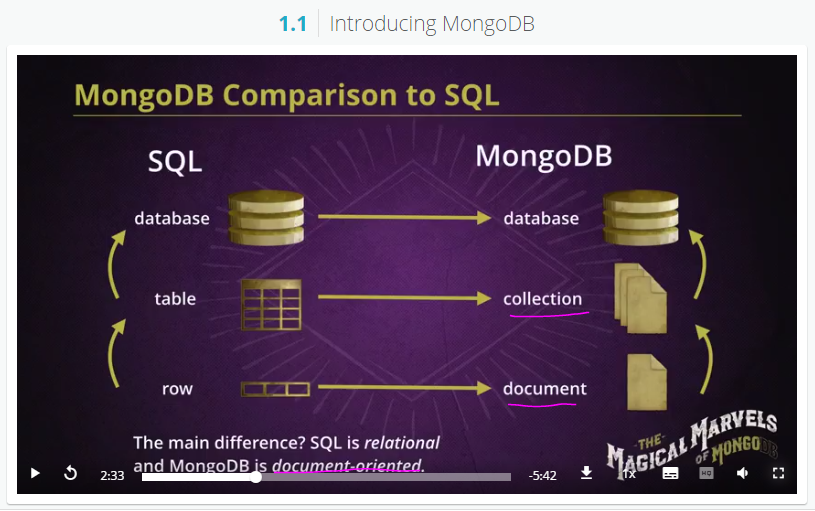 1.1 Introducing MongoDB
MongoDB Comparison to SQL
SQL MongoDB
database database
table collection
row document
The main difference? SQL is relational
and MongoDB is document-oriented.
THE
MAGICAL MARVELS
OF MONGODB
2:33 -5:42 1x HQ